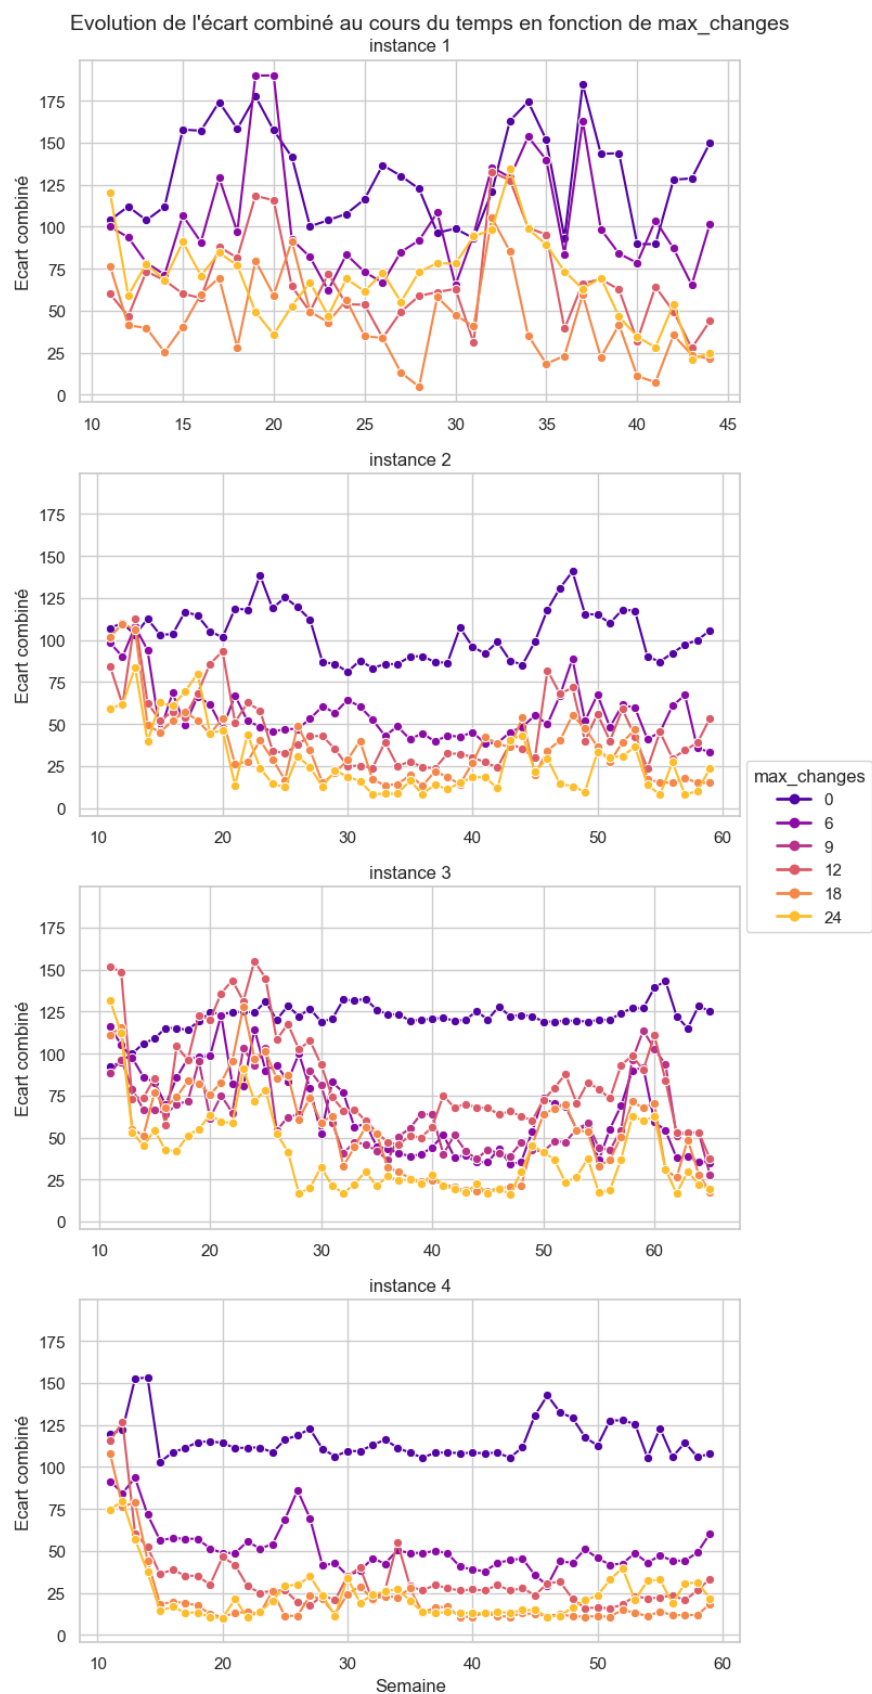 Evolution de l'écart combiné au cours du temps en fonction de max_changes
instance 1
175
150
125
100
75
50
25
0
Ecart combiné
10 15 20 25 30 35 40 45
instance 2
175
150
125
100
75
50
25
0
Ecart combiné
10 20 30 40 50 60
max_changes
0
6
9
12
18
24
instance 3
175
150
125
100
75
50
25
0
Ecart combiné
10 20 30 40 50 60
instance 4
175
150
125
100
75
50
25
0
Ecart combiné
10 20 30 40 50 60
Semaine